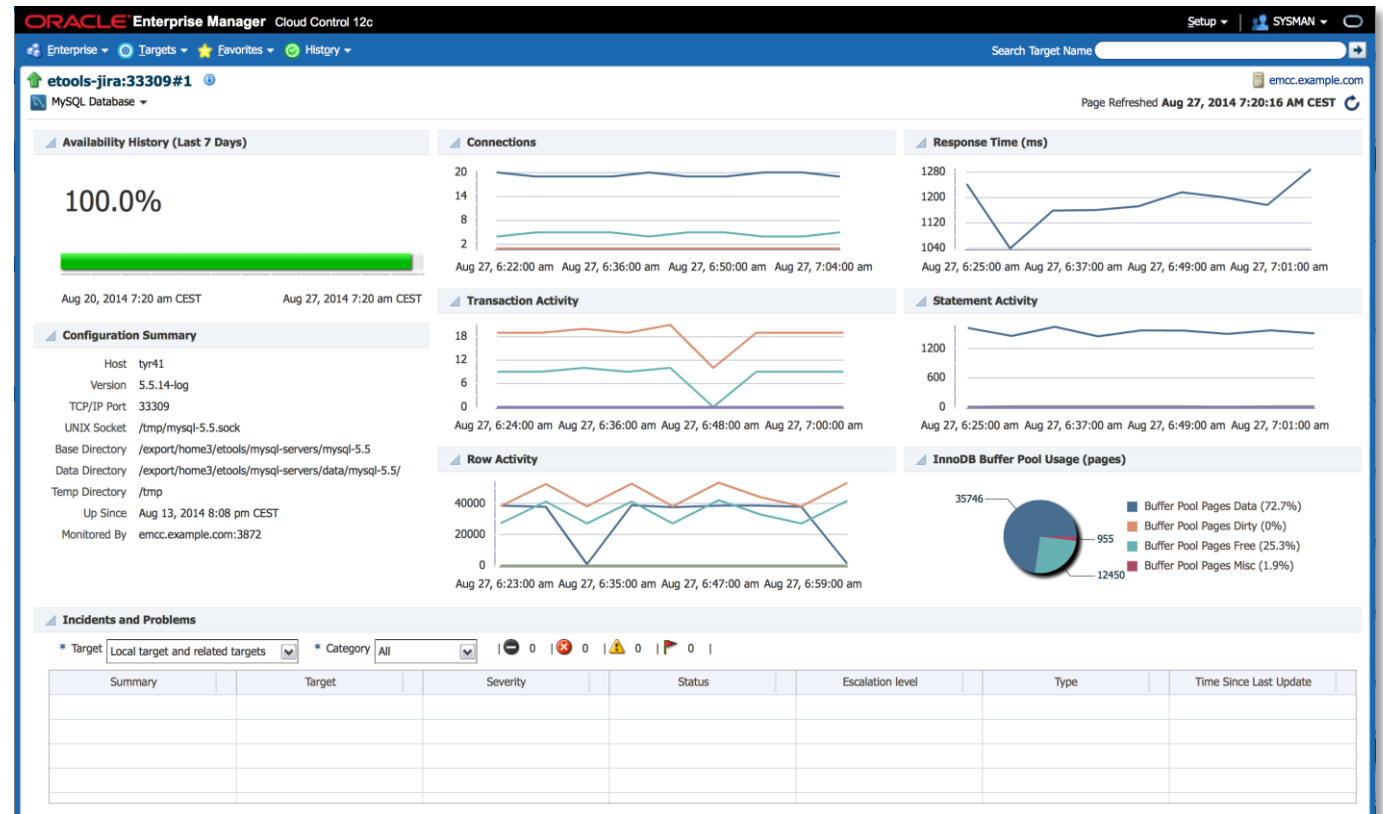 ORACLE Enterprise Manager Cloud Control 12c
Setup SYSMAN
Enterprise Targets Favorites History
Search Target Name
etools-jira:33309#1
emcc.example.com
MySQL Database
Page Refreshed Aug 27, 2014 7:20:16 AM CEST
Availability History (Last 7 Days)
100.0%
Aug 20, 2014 7:20 am CEST
Aug 27, 2014 7:20 am CEST
Configuration Summary
Host tyr41
Version 5.5.14-log
TCP/IP Port 33309
UNIX Socket /tmp/mysql-5.5.sock
Base Directory /export/home3/etools/mysql-servers/mysql-5.5
Data Directory /export/home3/etools/mysql-servers/data/mysql-5.5/
Temp Directory /tmp
Up Since Aug 13, 2014 8:08 pm CEST
Monitored By emcc.example.com:3872
Connections
20
14
8
2
Aug 27, 6:22:00 am Aug 27, 6:36:00 am Aug 27, 6:50:00 am Aug 27, 7:04:00 am
Transaction Activity
18
12
6
0
Aug 27, 6:24:00 am Aug 27, 6:36:00 am Aug 27, 6:48:00 am Aug 27, 7:00:00 am
Row Activity
40000
20000
0
Aug 27, 6:23:00 am Aug 27, 6:35:00 am Aug 27, 6:47:00 am Aug 27, 6:59:00 am
Response Time (ms)
1280
1200
1120
1040
Aug 27, 6:25:00 am Aug 27, 6:37:00 am Aug 27, 6:49:00 am Aug 27, 7:01:00 am
Statement Activity
1200
600
0
Aug 27, 6:25:00 am Aug 27, 6:37:00 am Aug 27, 6:49:00 am Aug 27, 7:01:00 am
InnoDB Buffer Pool Usage (pages)
35746
955
12450
Buffer Pool Pages Data (72.7%)
Buffer Pool Pages Dirty (0%)
Buffer Pool Pages Free (25.3%)
Buffer Pool Pages Misc (1.9%)
Incidents and Problems
* Target Local target and related targets * Category All | 0 | 0 | 0 | 0 |
Summary Target Severity Status Escalation level Type Time Since Last Update